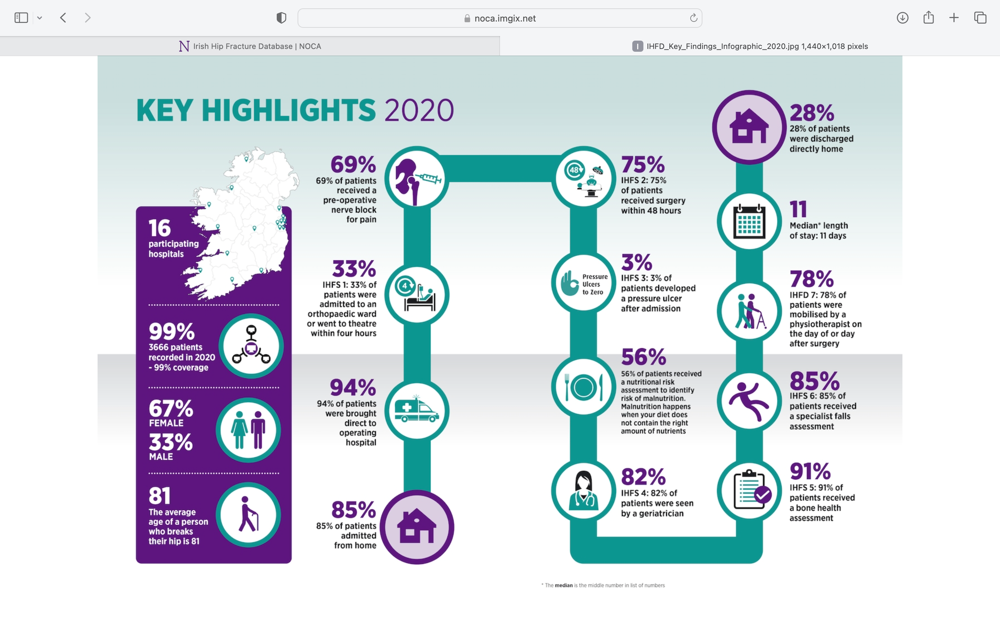 noca.imgix.net
Irish Hip Fracture Database | NOCA
I IHFD_Key_Findings_Infographic_2020.jpg 1,440×1,018 pixels
KEY HIGHLIGHTS 2020
16
participating
hospitals
99%
3666 patients
recorded in 2020
- 99% coverage
67%
FEMALE
33%
MALE
81
The average
age of a person
who breaks
their hip is 81
69%
69% of patients
received a
pre-operative
nerve block
for pain
33%
IHFS 1: 33% of
patients were
admitted to an
orthopaedic ward
or went to theatre
within four hours
4
94%
94% of patients
were brought
direct to
operating
hospital
85%
85% of patients
admitted
from home
48
75%
IHFS 2: 75%
of patients
received surgery
within 48 hours
Pressure
Ulcers
to Zero
3%
IHFS 3: 3% of
patients developed
a pressure ulcer
after admission
56%
56% of patients received
a nutritional risk
assessment to identify
risk of malnutrition.
Malnutrition happens
when your diet does
not contain the right
amount of nutrients
82%
IHFS 4: 82% of
patients were seen
by a geriatrician
28%
28% of patients
were discharged
directly home
11
Median* length
of stay: 11 days
78%
IHFD 7: 78% of
patients were
mobilised by a
physiotherapist on
the day of or day
after surgery
85%
IHFS 6: 85% of
patients received
a specialist falls
assessment
91%
IHFS 5: 91% of
patients received
a bone health
assessment
* The median is the middle number in list of numbers